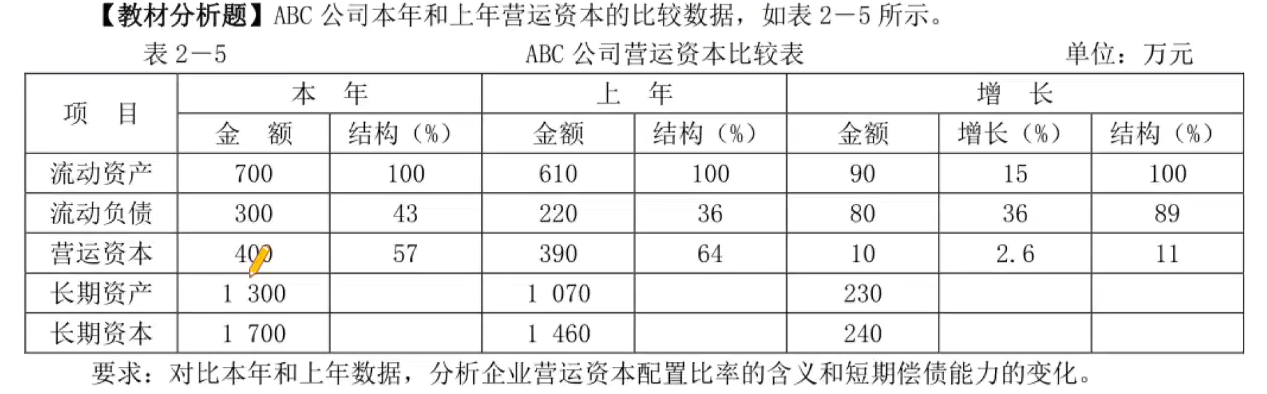 【教材分析题】ABC 公司本年和上年营运资本的比较数据，如表 2－5 所示。
表 2－5 ABC 公司营运资本比较表 单位：万元
项 目 本 年 上 年 增 长
金 额 结构（%） 金额 结构（%） 金额 增长（%） 结构（%）
流动资产 700 100 610 100 90 15 100
流动负债 300 43 220 36 80 36 89
营运资本 400 57 390 64 10 2.6 11
长期资产 1 300 1 070 230
长期资本 1 700 1 460 240
要求：对比本年和上年数据，分析企业营运资本配置比率的含义和短期偿债能力的变化。